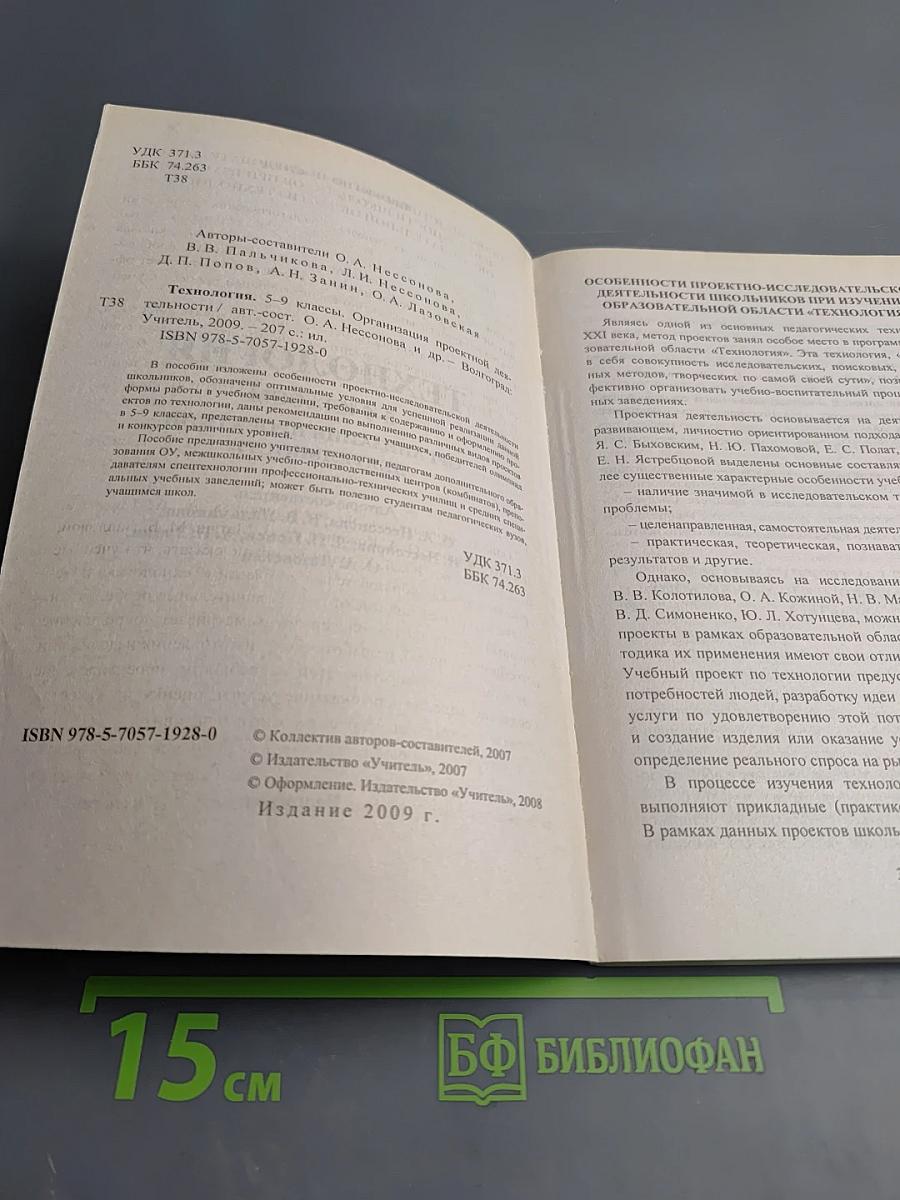 УДК 371.3
ББК 74.263
Т38
Авторы-составители О. А. Нессонова,
В. В. Пальчикова, Л. И. Нессонова,
Д. П. Попов, А. Н. Занин, О. А. Лазовская
Технология. 5–9 классы. Организация проектной дея-
Т38 тельности / авт.-сост. О. А. Нессонова и др. – Волгоград:
Учитель, 2009. – 207 с.: ил.
ISBN 978-5-7057-1928-0
В пособии изложены особенности проектно-исследовательской деятельности
школьников, обозначены оптимальные условия для успешной реализации данной
формы работы в учебном заведении, требования к содержанию и оформлению про-
ектов по технологии, даны рекомендации по выполнению различных видов проектов
в 5–9 классах, представлены творческие проекты учащихся, победителей олимпиад
и конкурсов различных уровней.
Пособие предназначено учителям технологии, педагогам дополнительного обра-
зования ОУ, межшкольных учебно-производственных центров (комбинатов), препо-
давателям спецтехнологии профессионально-технических училищ и средних специ-
альных учебных заведений; может быть полезно студентам педагогических вузов,
учащимся школ.
УДК 371.3
ББК 74.263
ISBN 978-5-7057-1928-0
© Коллектив авторов-составителей, 2007
© Издательство «Учитель», 2007
© Оформление. Издательство «Учитель», 2008
Издание 2009 г.
ОСОБЕННОСТИ ПРОЕКТНО-ИССЛЕДОВАТЕЛЬСКО
ДЕЯТЕЛЬНОСТИ ШКОЛЬНИКОВ ПРИ ИЗУЧЕНИ
ОБРАЗОВАТЕЛЬНОЙ ОБЛАСТИ «ТЕХНОЛОГИЯ
Являясь одной из основных педагогических техн
XXI века, метод проектов занял особое место в програм
зовательной области «Технология». Эта технология, «
в себя совокупность исследовательских, поисковых,
ных методов, творческих по самой своей сути», позв
фективно организовать учебно-воспитательный проц
ных заведениях.
Проектная деятельность основывается на деят
развивающем, личностно ориентированном подхода
Я. С. Быховским, Н. Ю. Пахомовой, Е. С. Полат,
Е. Н. Ястребцовой выделены основные составля
лее существенные характерные особенности учеб
– наличие значимой в исследовательском т
проблемы;
– целенаправленная, самостоятельная деятел
– практическая, теоретическая, познават
результатов и другие.
Однако, основываясь на исследовани
В. В. Колотилова, О. А. Кожиной, Н. В. Ма
В. Д. Симоненко, Ю. Л. Хотунцева, можн
проекты в рамках образовательной облас
тодика их применения имеют свои отли
Учебный проект по технологии предус
потребностей людей, разработку идеи
услуги по удовлетворению этой пот
и создание изделия или оказание у
определение реального спроса на ры
В процессе изучения техноло
выполняют прикладные (практик
В рамках данных проектов школь
15 см
БФ БИБЛИОФАН